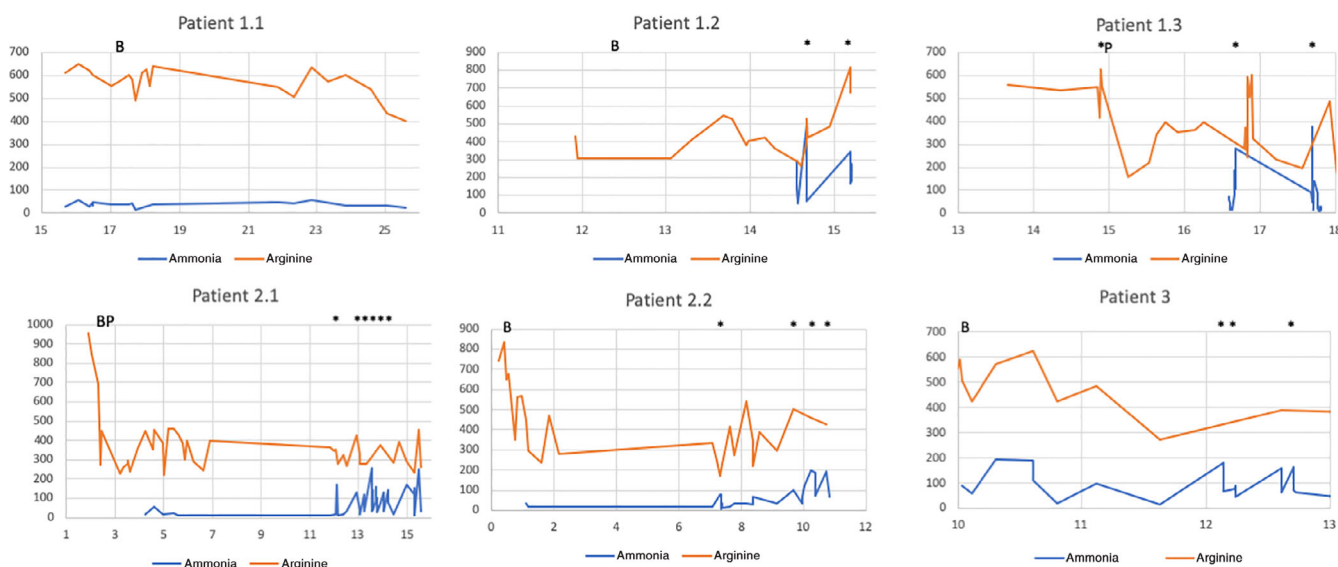 Patient 1.1
B
700
600
500
400
300
200
100
0
15 17 19 21 23 25
Ammonia Arginine
Patient 1.2
B * *
900
800
700
600
500
400
300
200
100
0
11 12 13 14 15
Ammonia Arginine
Patient 1.3
*P * *
700
600
500
400
300
200
100
0
13 14 15 16 17 18
Ammonia Arginine
Patient 2.1
BP * * * * * *
1000
900
800
700
600
500
400
300
200
100
0
1 3 5 7 9 11 13 15
Ammonia Arginine
Patient 2.2
B * * * *
900
800
700
600
500
400
300
200
100
0
0 2 4 6 8 10 12
Ammonia Arginine
Patient 3
B * * *
700
600
500
400
300
200
100
0
10 11 12 13
Ammonia Arginine